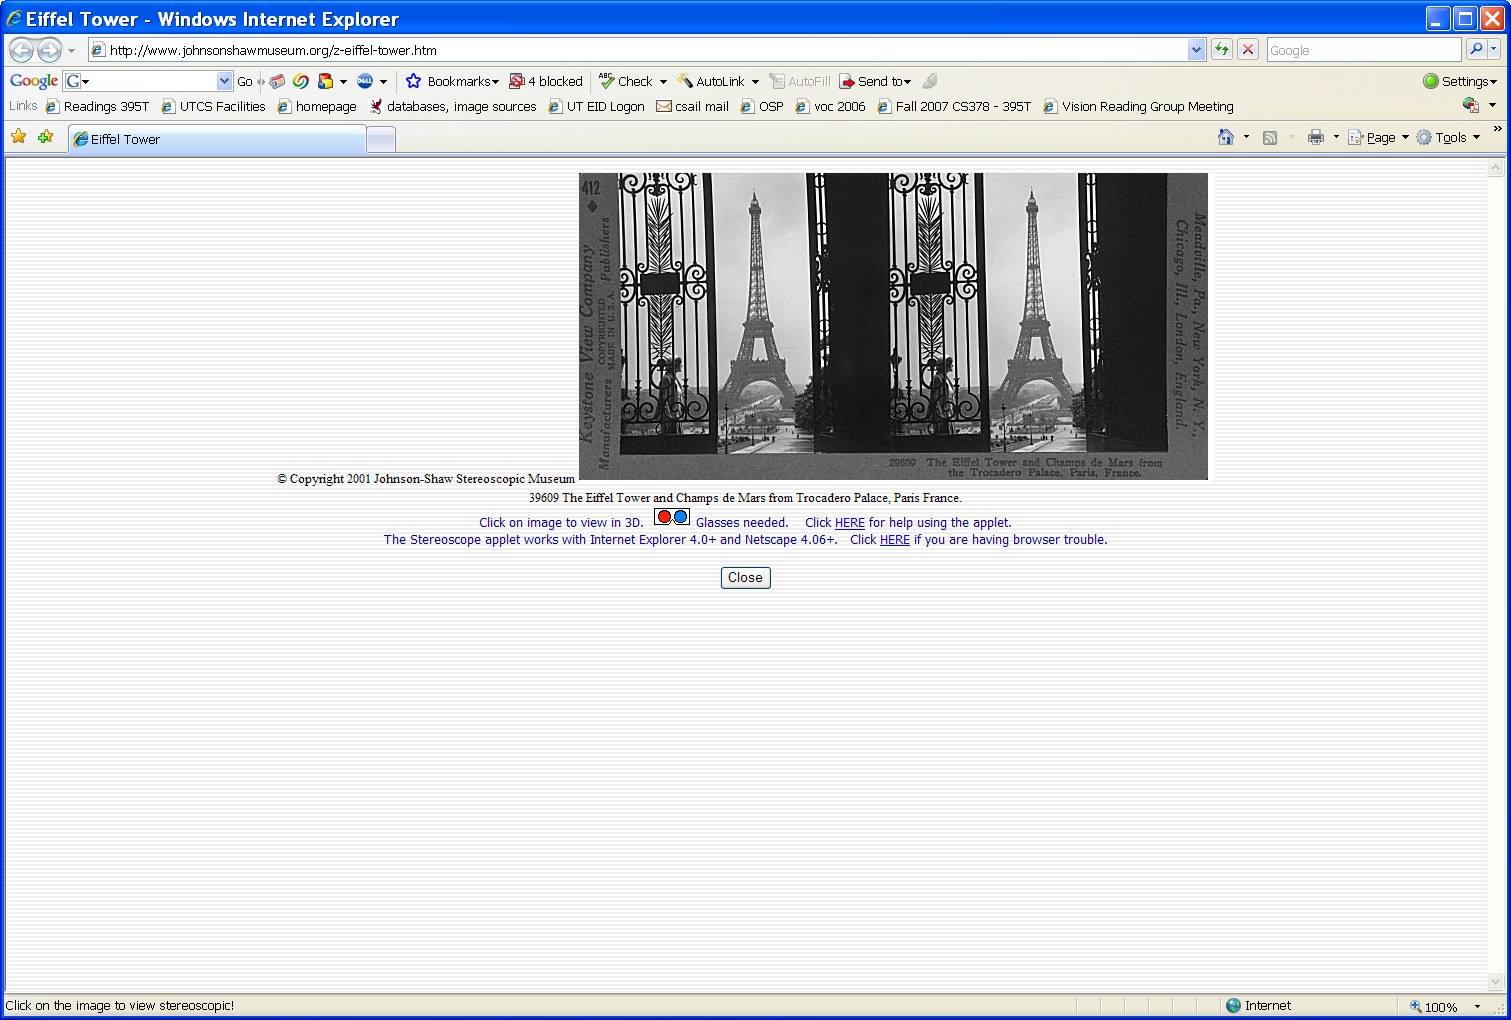 Eiffel Tower - Windows Internet Explorer
http://www.johnsonshawmuseum.org/z-eiffel-tower.htm
Google
Google G Go Bookmarks 4 blocked ABC Check AutoLink AutoFill Send to Settings
Links Readings 395T UTCS Facilities homepage databases, image sources UT EID Logon csail mail OSP voc 2006 Fall 2007 CS378 - 395T Vision Reading Group Meeting
Eiffel Tower
Page Tools
412
Keystone View Company
Manufacturers Publishers
COPYRIGHTED
MADE IN U.S.A.
Meadville, Pa., New York, N. Y.,
Chicago, Ill., London, England.
29609 The Eiffel Tower and Champs de Mars from
the Trocadero Palace, Paris, France.
© Copyright 2001 Johnson-Shaw Stereoscopic Museum
39609 The Eiffel Tower and Champs de Mars from Trocadero Palace, Paris France.
Click on image to view in 3D. Glasses needed. Click HERE for help using the applet.
The Stereoscope applet works with Internet Explorer 4.0+ and Netscape 4.06+. Click HERE if you are having browser trouble.
Close
Click on the image to view stereoscopic!
Internet
100%